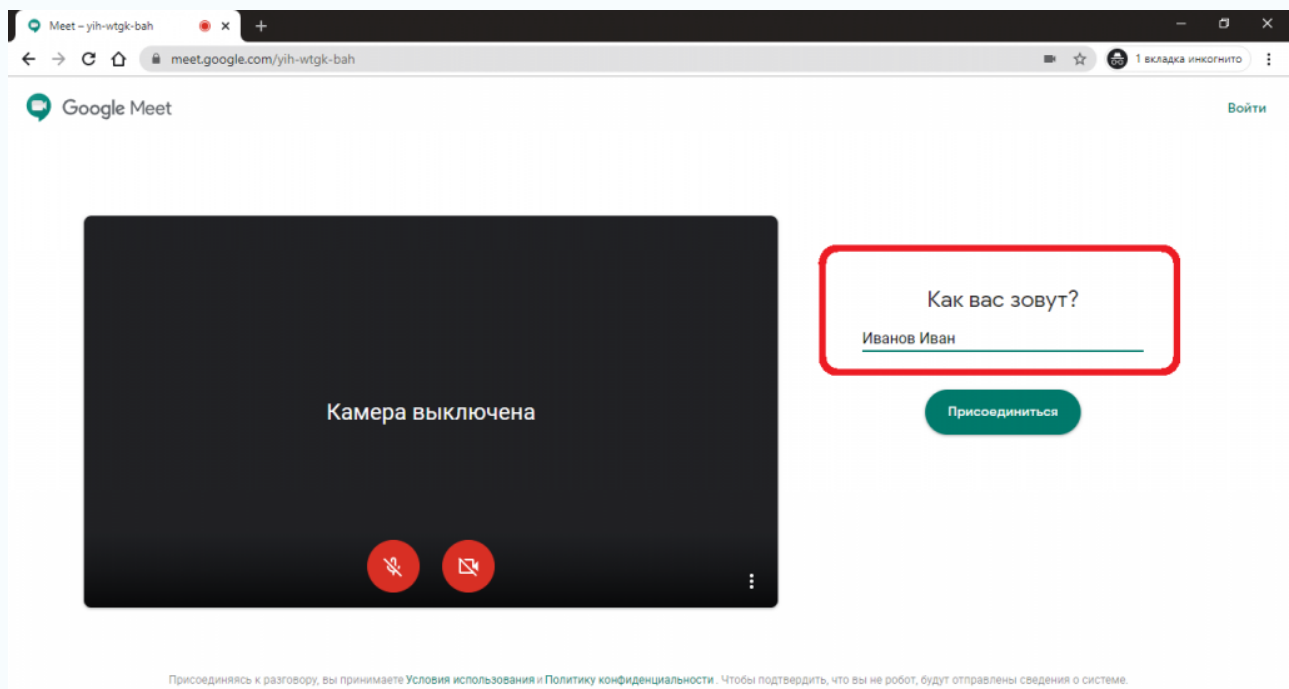 Meet – yih-wtgk-bah
meet.google.com/yih-wtgk-bah
1 вкладка инкогнито
Google Meet
Войти
Как вас зовут?
Иванов Иван
Камера выключена
Присоединиться
Присоединяясь к разговору, вы принимаете Условия использования и Политику конфиденциальности. Чтобы подтвердить, что вы не робот, будут отправлены сведения о системе.